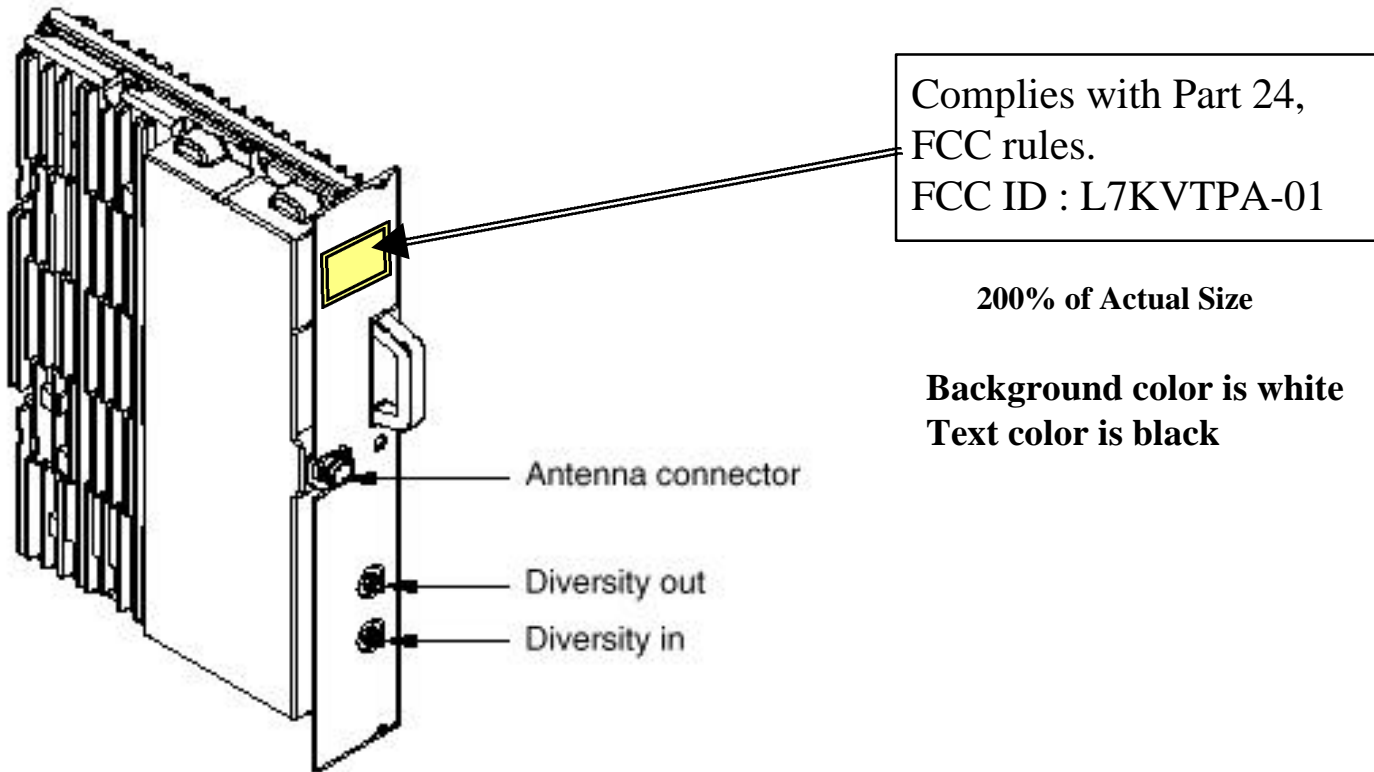 Complies with Part 24,
FCC rules.
FCC ID : L7KVTPA-01
200% of Actual Size
Background color is white
Text color is black
Antenna connector
Diversity out
Diversity in